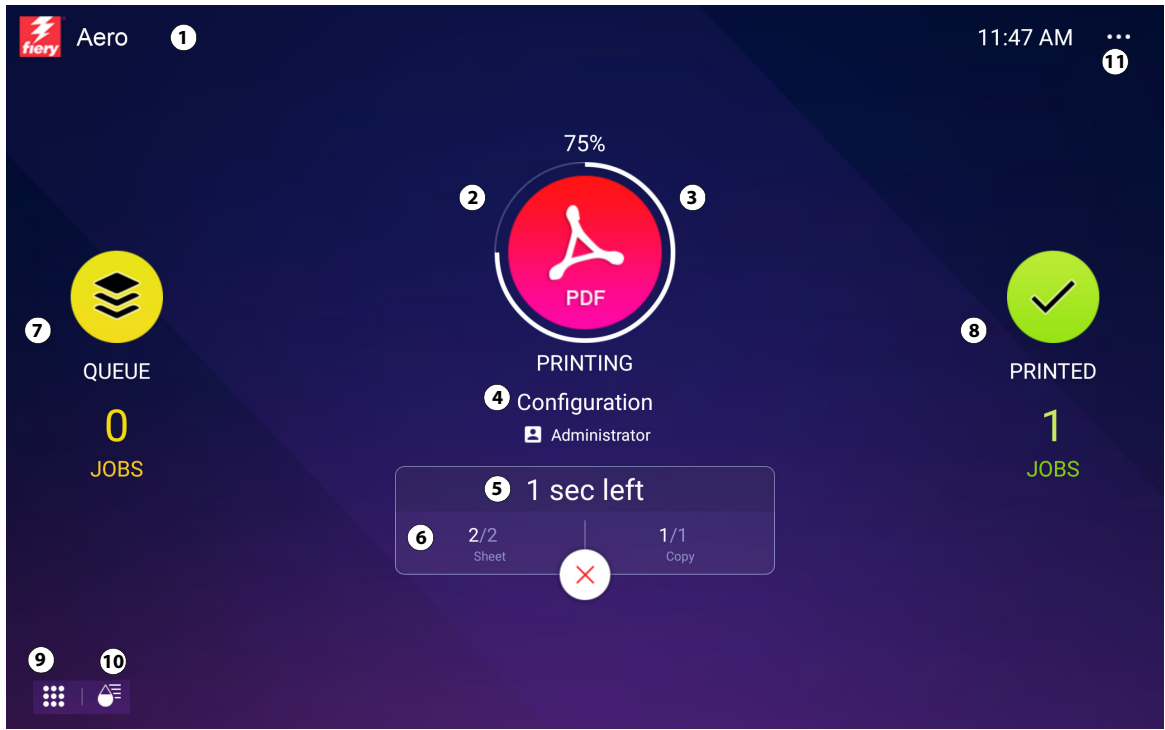 fiery Aero 1 11:47 AM
11
75%
2 3
PDF
7 8
PRINTING
QUEUE PRINTED
4 Configuration
Administrator
0 1
JOBS JOBS
5 1 sec left
6 2/2 1/1
Sheet Copy
9 10